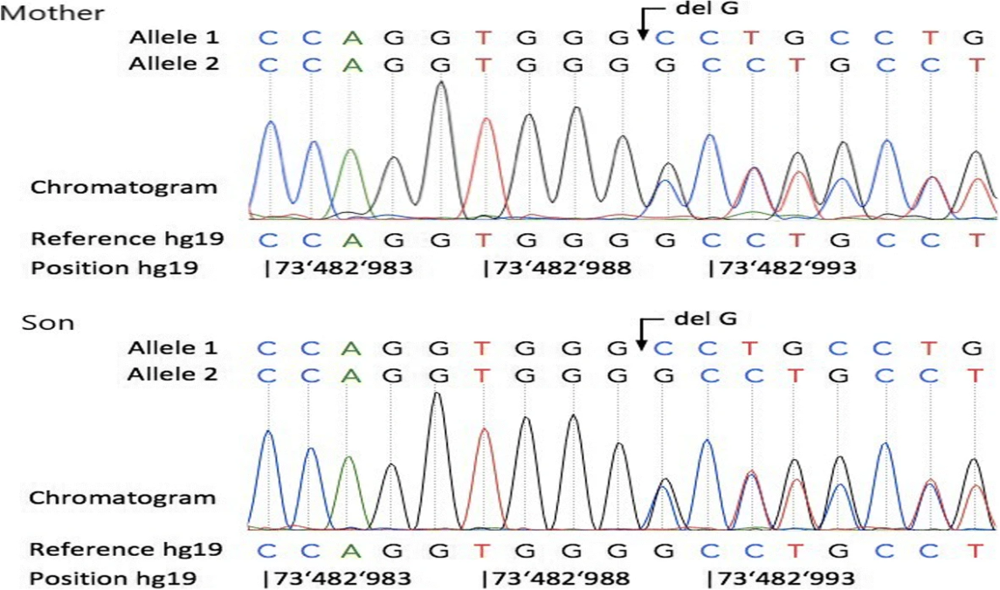 Mother
del G
Allele 1 C C A G G T G G G C C T G C C T G
Allele 2 C C A G G T G G G G C C T G C C T
Chromatogram
Reference hg19 C C A G G T G G G G C C T G C C T
Position hg19 |73‘482‘983 |73‘482‘988 |73‘482‘993
Son
del G
Allele 1 C C A G G T G G G C C T G C C T G
Allele 2 C C A G G T G G G G C C T G C C T
Chromatogram
Reference hg19 C C A G G T G G G G C C T G C C T
Position hg19 |73‘482‘983 |73‘482‘988 |73‘482‘993